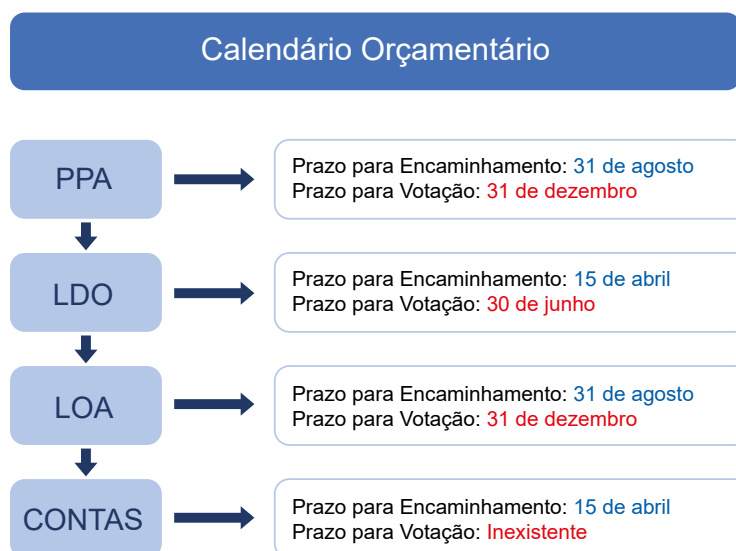 Calendário Orçamentário
PPA
Prazo para Encaminhamento: 31 de agosto
Prazo para Votação: 31 de dezembro
LDO
Prazo para Encaminhamento: 15 de abril
Prazo para Votação: 30 de junho
LOA
Prazo para Encaminhamento: 31 de agosto
Prazo para Votação: 31 de dezembro
CONTAS
Prazo para Encaminhamento: 15 de abril
Prazo para Votação: Inexistente